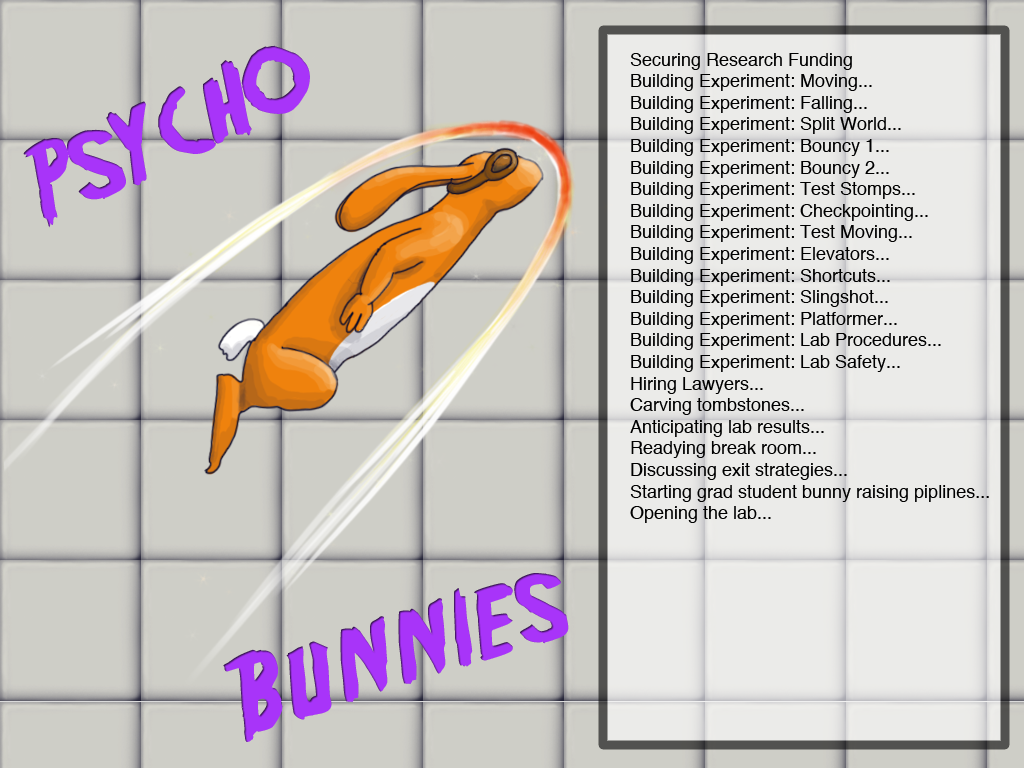 PSYCHO
BUNNIES
Securing Research Funding
Building Experiment: Moving...
Building Experiment: Falling...
Building Experiment: Split World...
Building Experiment: Bouncy 1...
Building Experiment: Bouncy 2...
Building Experiment: Test Stomps...
Building Experiment: Checkpointing...
Building Experiment: Test Moving...
Building Experiment: Elevators...
Building Experiment: Shortcuts...
Building Experiment: Slingshot...
Building Experiment: Platformer...
Building Experiment: Lab Procedures...
Building Experiment: Lab Safety...
Hiring Lawyers...
Carving tombstones...
Anticipating lab results...
Readying break room...
Discussing exit strategies...
Starting grad student bunny raising piplines...
Opening the lab...